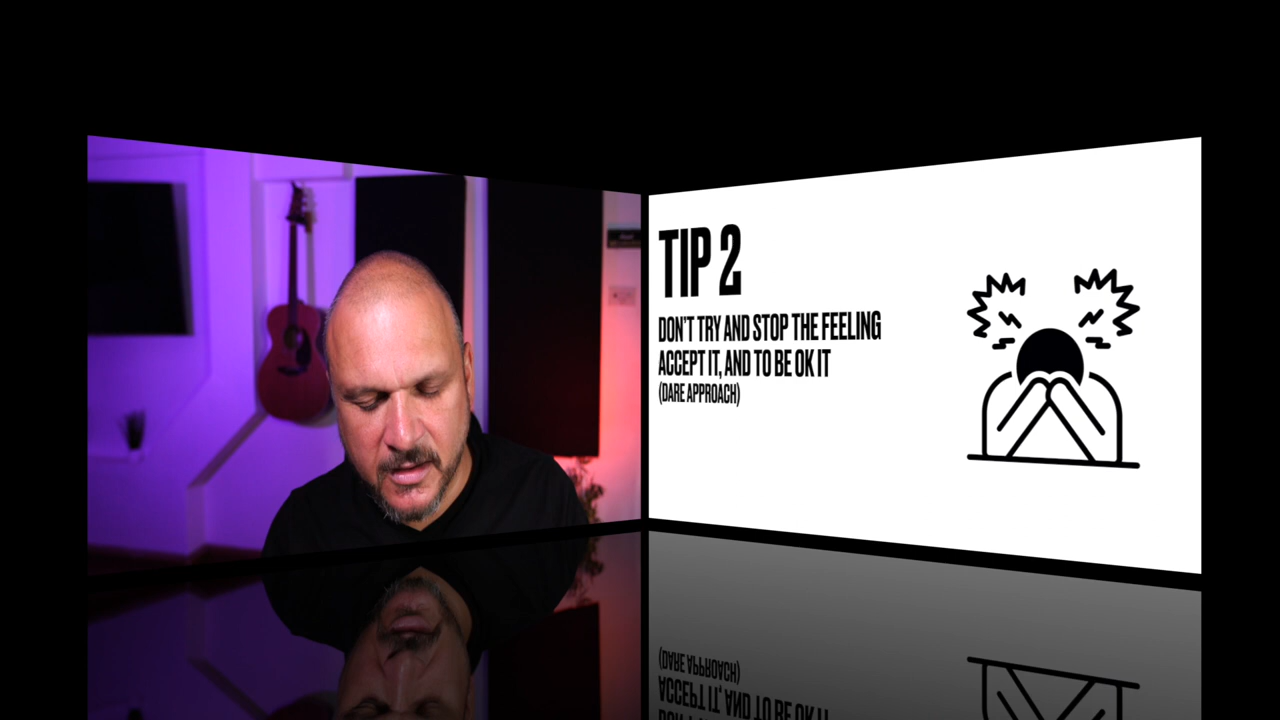 TIP 2
DON'T TRY AND STOP THE FEELING
ACCEPT IT, AND TO BE OK IT
(DARE APPROACH)